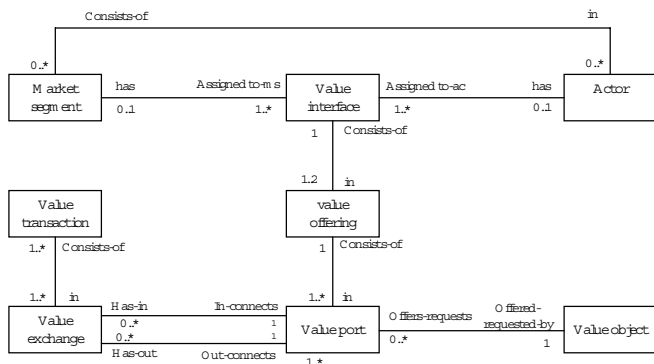 Consists-of in
0..* 0..*
Market segment has Assigned to-ms Value interface Assigned to-ac has Actor
0..1 1..* 1..* 0..1
1 Consists-of
1..2 in
Value transaction value offering
1..* Consists-of 1 Consists-of
1..* in 1..* in
Value exchange Has-in In-connects Value port Offers-requests Offered-requested-by Value object
0..* 1 0..* 1
0..* 1
Has-out Out-connects
1..*